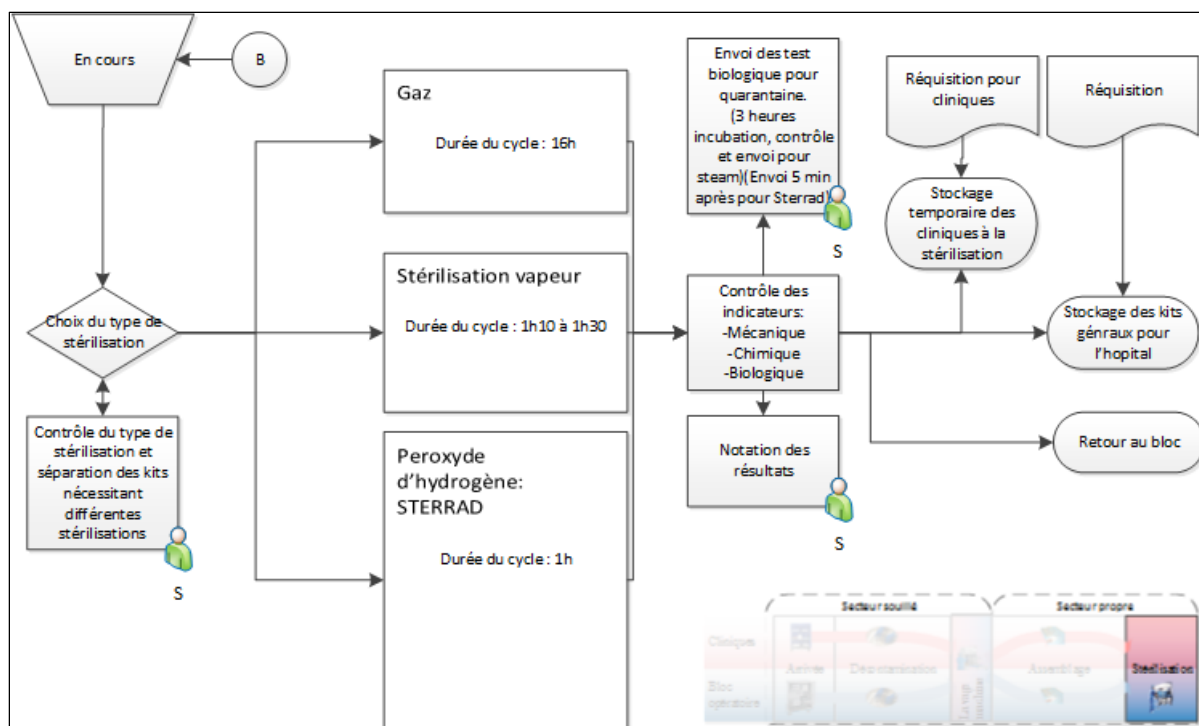 En cours
B
Choix du type de
stérilisation
Contrôle du type de
stérilisation et
séparation des kits
nécessitant
différentes
stérilisations
S
Gaz
Durée du cycle : 16h
Stérilisation vapeur
Durée du cycle : 1h10 à 1h30
Peroxyde
d’hydrogène:
STERRAD
Durée du cycle : 1h
Envoi des test
biologique pour
quarantaine.
(3 heures
incubation, contrôle
et envoi pour
steam)(Envoi 5 min
après pour Sterrad)
S
Contrôle des
indicateurs:
-Mécanique
-Chimique
-Biologique
Notation des
résultats
S
Réquisition pour
cliniques
Réquisition
Stockage
temporaire des
cliniques à la
stérilisation
Stockage des kits
génraux pour
l’hopital
Retour au bloc
Secteur souillé
Secteur propre
Cliniques
Arrivée
Décontamination
Assemblage
Stérilisation
Bloc
opératoire